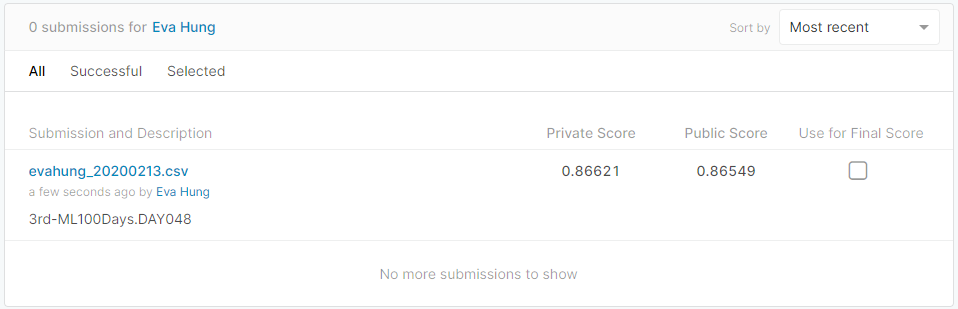 0 submissions for Eva Hung Sort by Most recent
All Successful Selected
Submission and Description Private Score Public Score Use for Final Score
evahung_20200213.csv 0.86621 0.86549
a few seconds ago by Eva Hung
3rd-ML100Days.DAY048
No more submissions to show